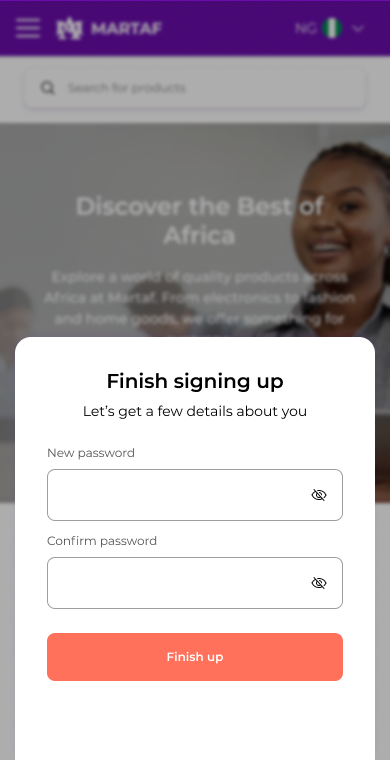 MARTAF
NG
Search for products
Discover the Best of
Africa
Explore a world of quality products across
Africa at Martaf. From electronics to fashion
and home goods, we offer something for
Finish signing up
Let's get a few details about you
New password
Confirm password
Finish up